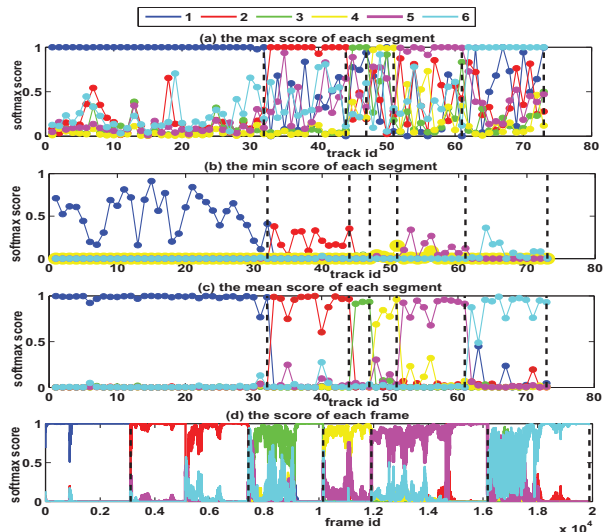 1 2 3 4 5 6
(a) the max score of each segment
softmax score
1
0.5
0
0 10 20 30 40 50 60 70 80
track id
(b) the min score of each segment
softmax score
1
0.5
0
0 10 20 30 40 50 60 70 80
track id
(c) the mean score of each segment
softmax score
1
0.5
0
0 10 20 30 40 50 60 70 80
track id
(d) the score of each frame
softmax score
1
0.5
0
0 0.2 0.4 0.6 0.8 1 1.2 1.4 1.6 1.8 2
frame id